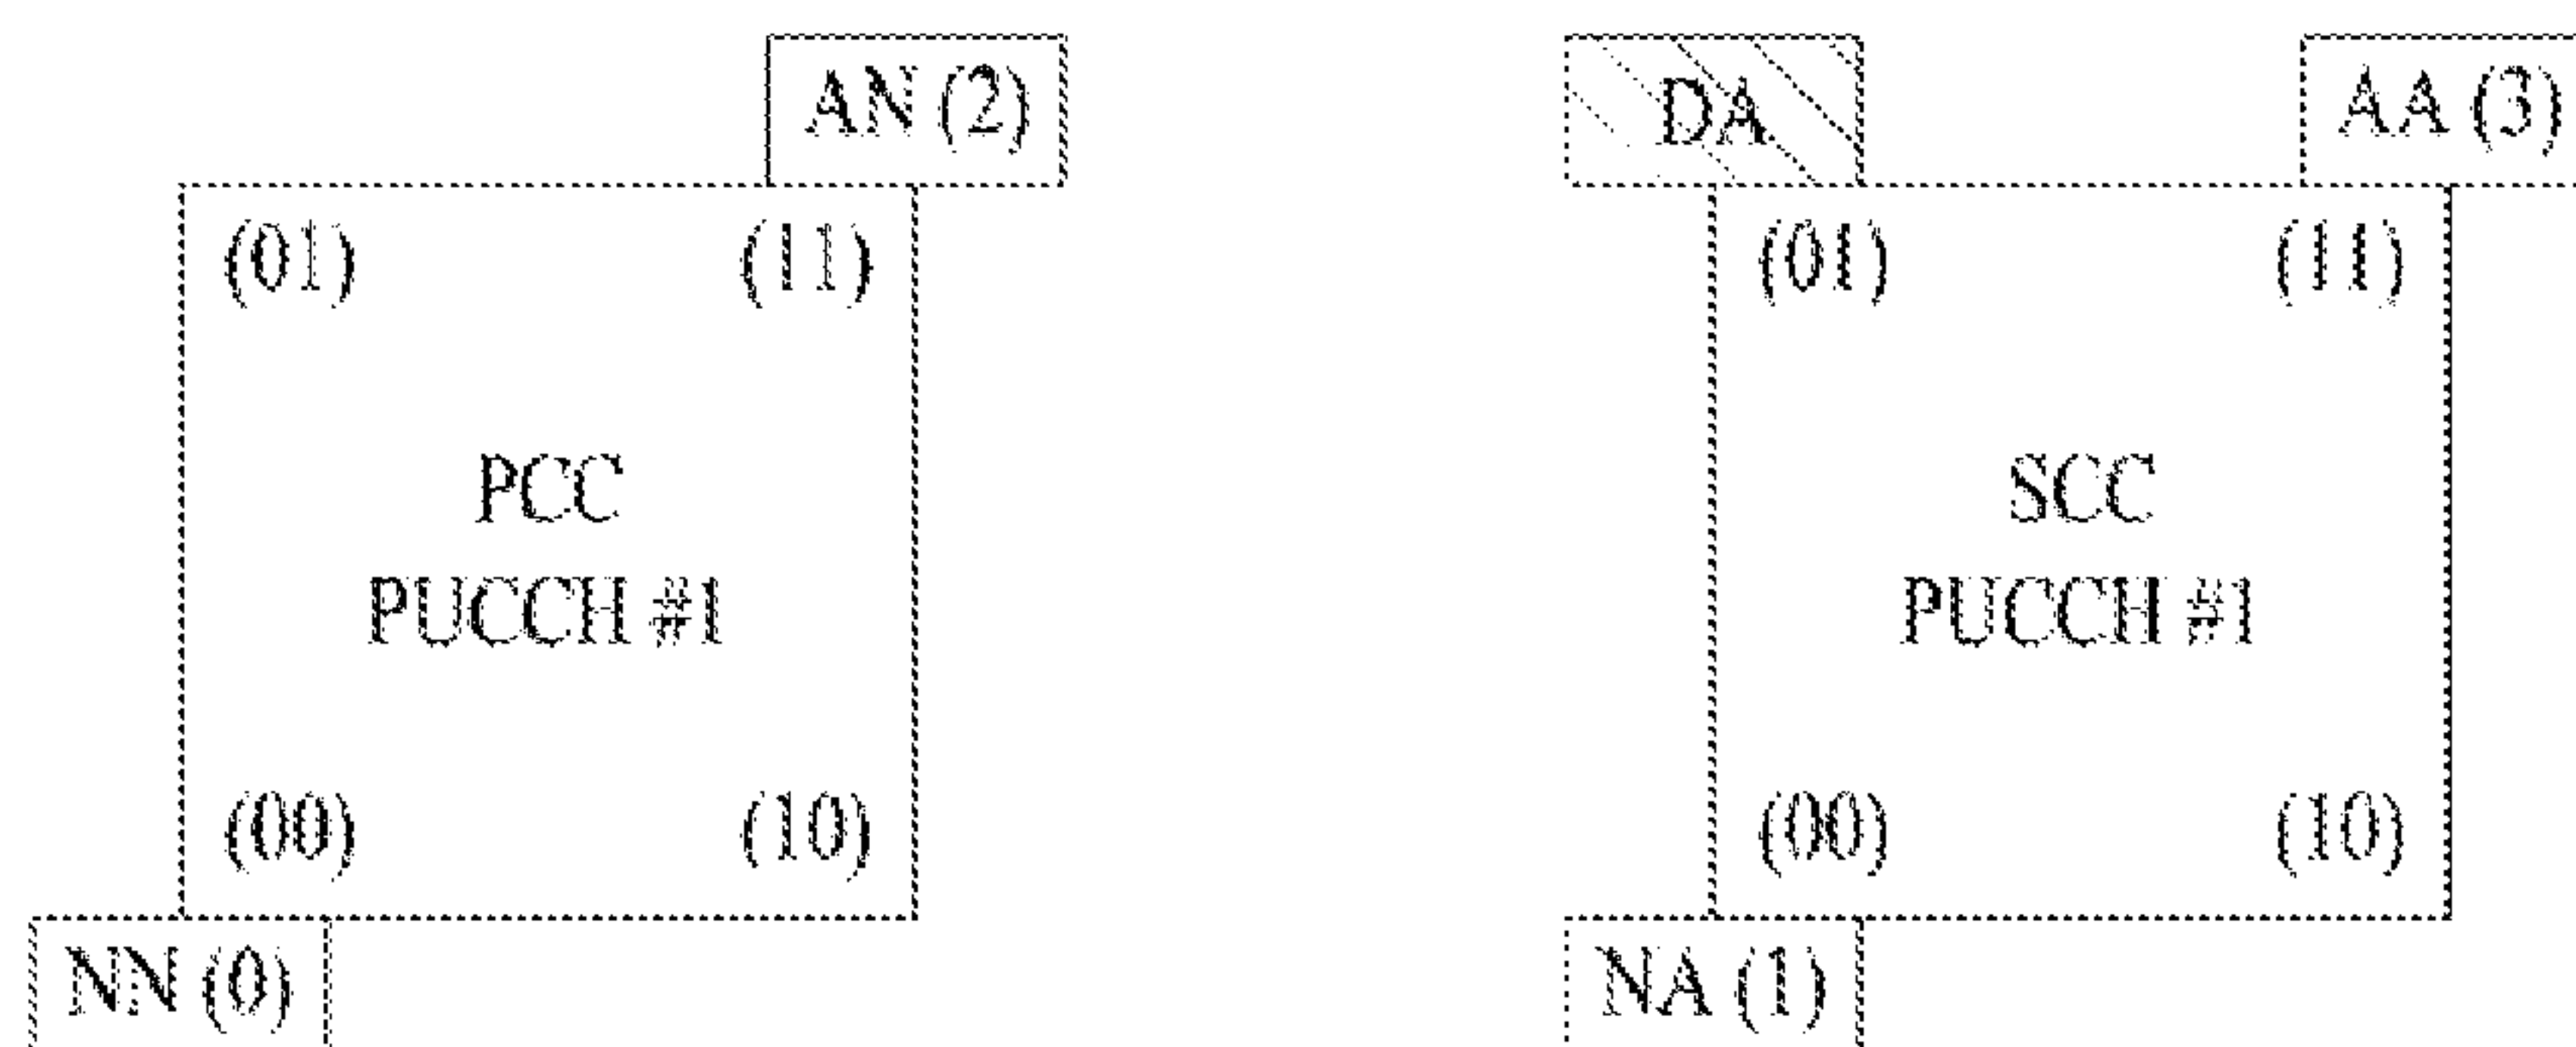 AN (2)
DA
AA (3)
(01)
(11)
(01)
(11)
PCC
PUCCH #1
SCC
PUCCH #1
(00)
(10)
(00)
(10)
NN (0)
NA (1)